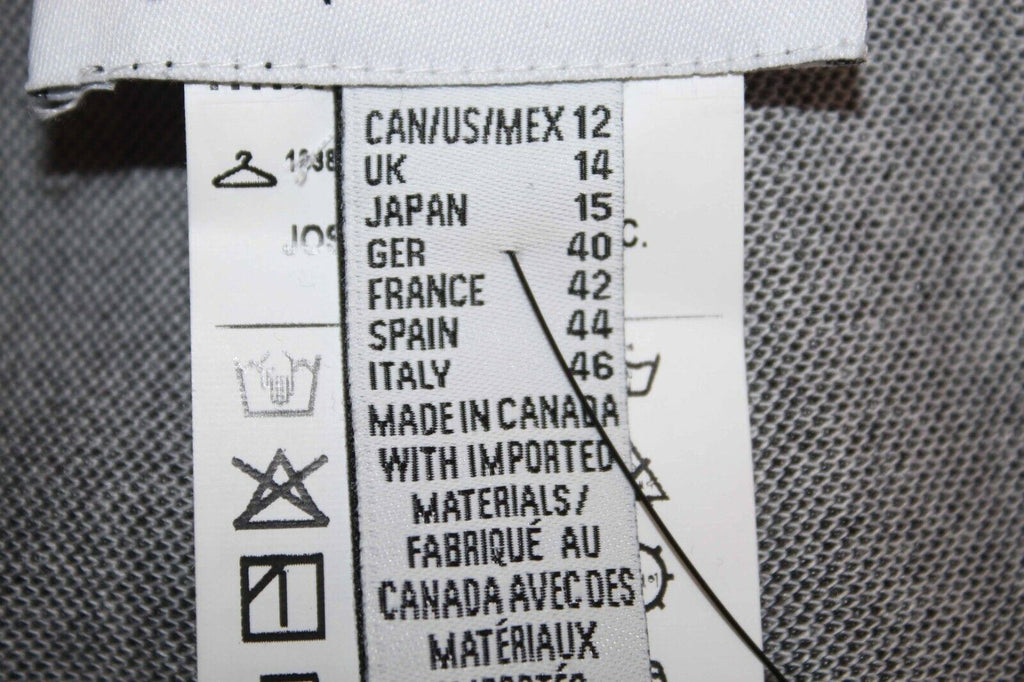 CAN/US/MEX 12
UK 14
JAPAN 15
GER 40
FRANCE 42
SPAIN 44
ITALY 46
MADE IN CANADA
WITH IMPORTED
MATERIALS/
FABRIQUÉ AU
CANADA AVEC DES
MATÉRIAUX
JOS
C.